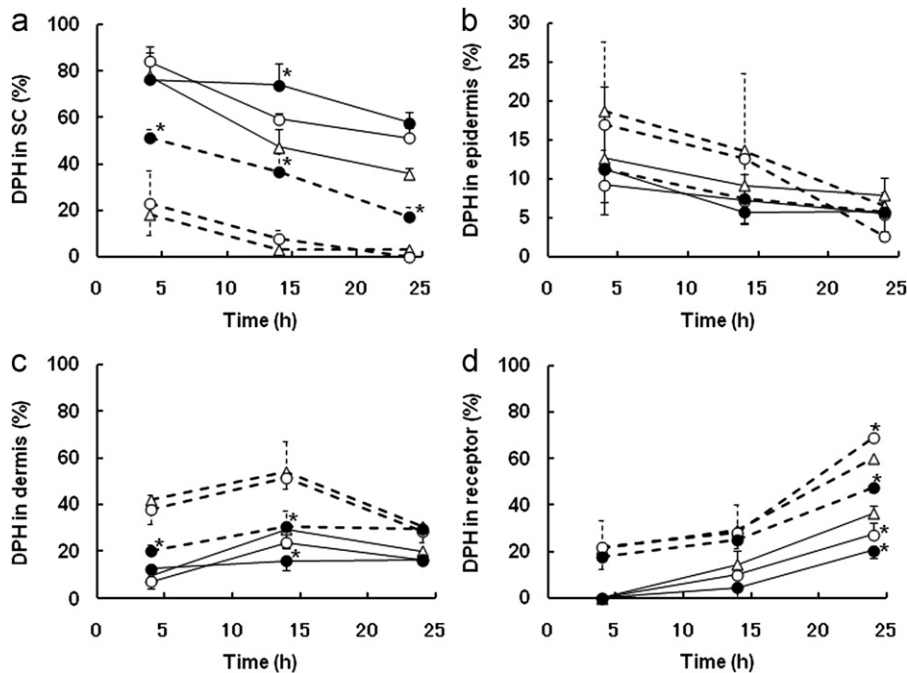 a
DPH in SC (%)
100
80
60
40
20
0
0 5 10 15 20 25
Time (h)
*
*
*
*
b
DPH in epidermis (%)
30
25
20
15
10
5
0
0 5 10 15 20 25
Time (h)
c
DPH in dermis (%)
100
80
60
40
20
0
0 5 10 15 20 25
Time (h)
*
*
*
d
DPH in receptor (%)
100
80
60
40
20
0
0 5 10 15 20 25
Time (h)
*
*
*
*